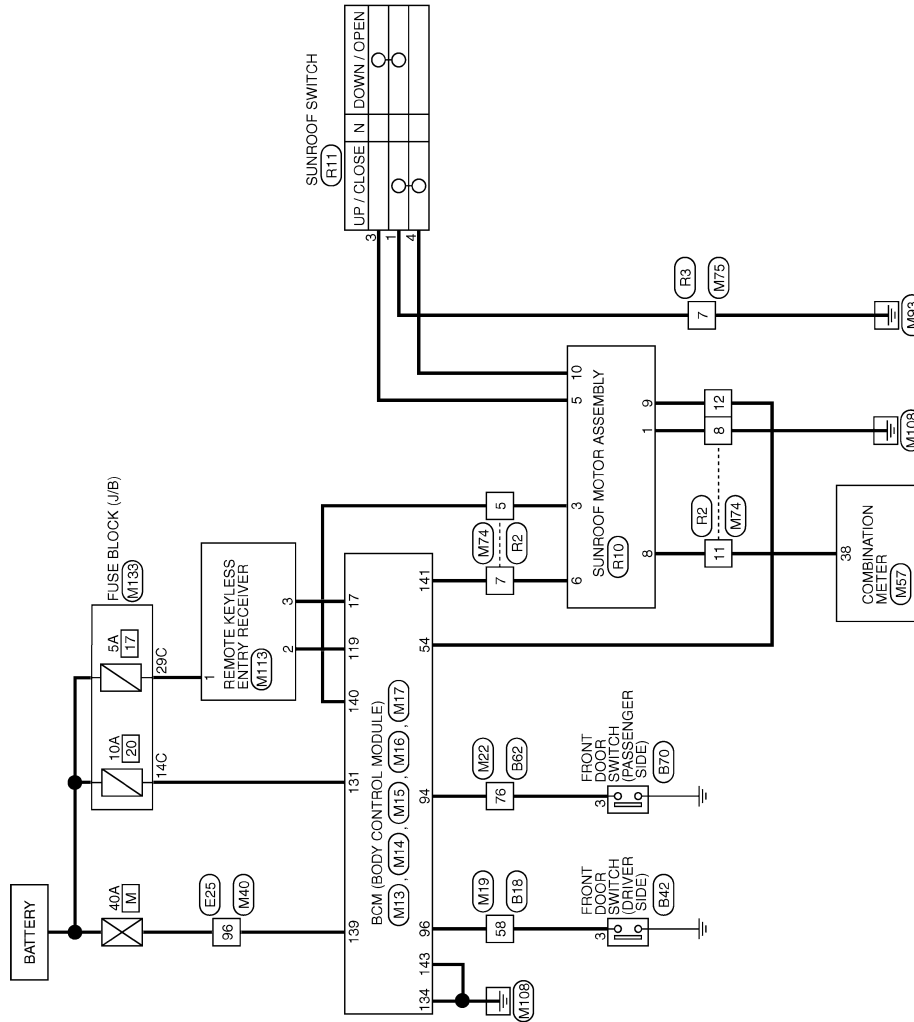 BATTERY
40A
M
E25
96
M40
FUSE BLOCK (J/B)
M133
10A
20
14C
5A
17
29C
REMOTE KEYLESS
ENTRY RECEIVER
M113
1
2
3
SUNROOF SWITCH
R11
UP / CLOSE
N
DOWN / OPEN
3
1
4
139
131
140
119
17
141
BCM (BODY CONTROL MODULE)
M13 , M14 , M15 , M16 , M17
134
143
96
94
54
M108
M19
58
B18
3
FRONT
DOOR
SWITCH
(DRIVER
SIDE)
B42
M22
76
B62
3
FRONT
DOOR
SWITCH
(PASSENGER
SIDE)
B70
M74
7
5
R2
6
3
5
10
SUNROOF MOTOR ASSEMBLY
R10
8
1
9
R2
11
8
12
M74
38
COMBINATION
METER
M57
M108
R3
7
M75
M93